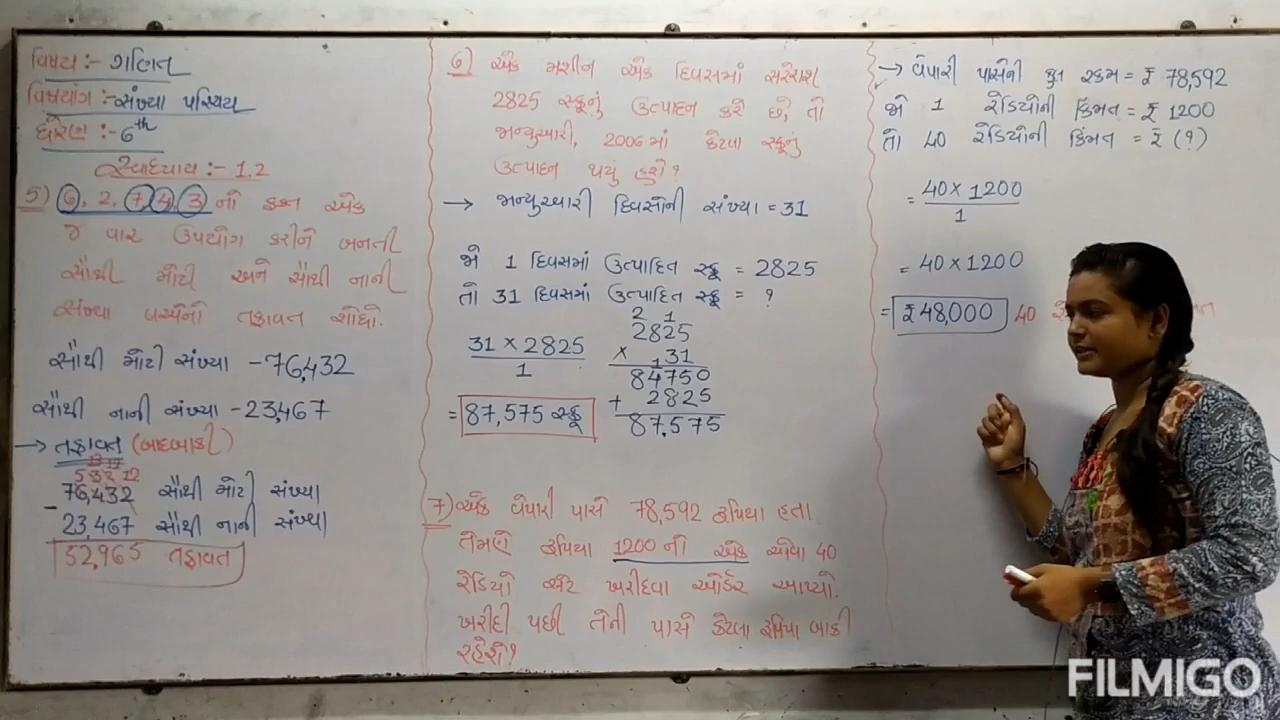 વિષય :- ગણિત
વિષયાંગ :- સંખ્યા પરિચય
ધોરણ :- 6th
સ્વાધ્યાય :- 1.2
5) 6, 2, 7, 4, 3 નો ફક્ત એક
જ વાર ઉપયોગ કરીને બનતી
સૌથી મોટી અને સૌથી નાની
સંખ્યા વચ્ચેનો તફાવત શોધો.
સૌથી મોટી સંખ્યા - 76,432
સૌથી નાની સંખ્યા - 23,467
→ તફાવત (બાદબાકી)
76,432 સૌથી મોટી સંખ્યા
- 23,467 સૌથી નાની સંખ્યા
52,965 તફાવત
6) એક મશીન એક દિવસમાં સરેરાશ
2825 સ્ક્રૂનું ઉત્પાદન કરે છે, તો
જાન્યુઆરી, 2006 માં કેટલા સ્ક્રૂનું
ઉત્પાદન થયું હશે?
→ જાન્યુઆરી દિવસોની સંખ્યા = 31
જો 1 દિવસમાં ઉત્પાદિત સ્ક્રૂ = 2825
તો 31 દિવસમાં ઉત્પાદિત સ્ક્રૂ = ?
31 × 2825
1
= 87,575 સ્ક્રૂ
2 1
2825
× 31
84750
+ 2825
87,575
7) એક વેપારી પાસે 78,592 રૂપિયા હતા
તેમણે રૂપિયા 1200 ની એક એવા 40
રેડિયો સેટ ખરીદવા ઓર્ડર આપ્યો.
ખરીદી પછી તેની પાસે કેટલા રૂપિયા બાકી
રહેશે?
→ વેપારી પાસેની કુલ રકમ = ₹ 78,592
જો 1 રેડિયોની કિંમત = ₹ 1200
તો 40 રેડિયોની કિંમત = ₹ (?)
= 40 × 1200
1
= 40 × 1200
= ₹ 48,000 40
FILMIGO